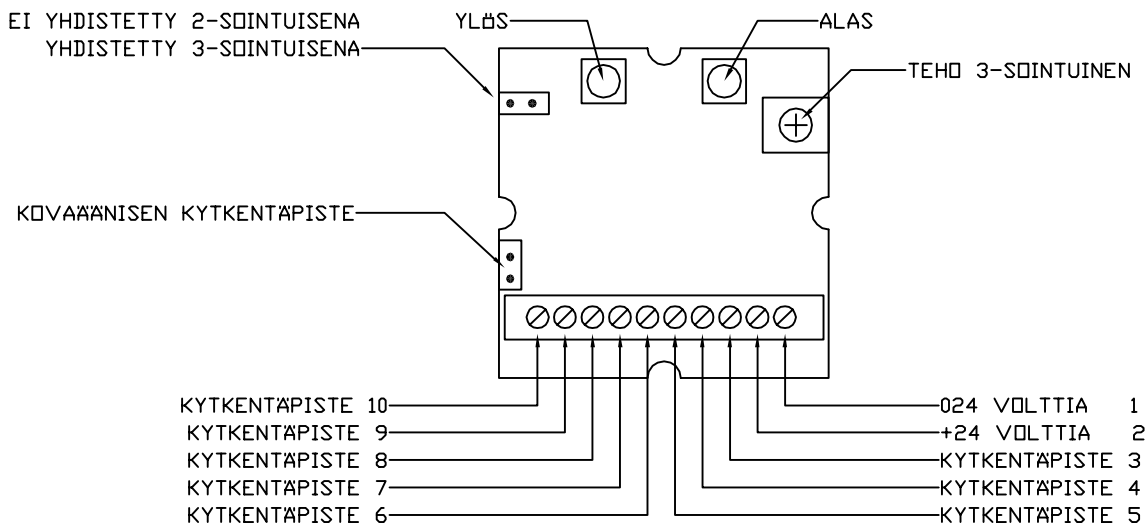 EI YHDISTETTY 2-SOINTUISENA
YHDISTETTY 3-SOINTUISENA
YLÖS
ALAS
TEHO 3-SOINTUINEN
KOVAÄÄNISEN KYTKENTÄPISTE
KYTKENTÄPISTE 10
KYTKENTÄPISTE 9
KYTKENTÄPISTE 8
KYTKENTÄPISTE 7
KYTKENTÄPISTE 6
024 VOLTTIA 1
+24 VOLTTIA 2
KYTKENTÄPISTE 3
KYTKENTÄPISTE 4
KYTKENTÄPISTE 5